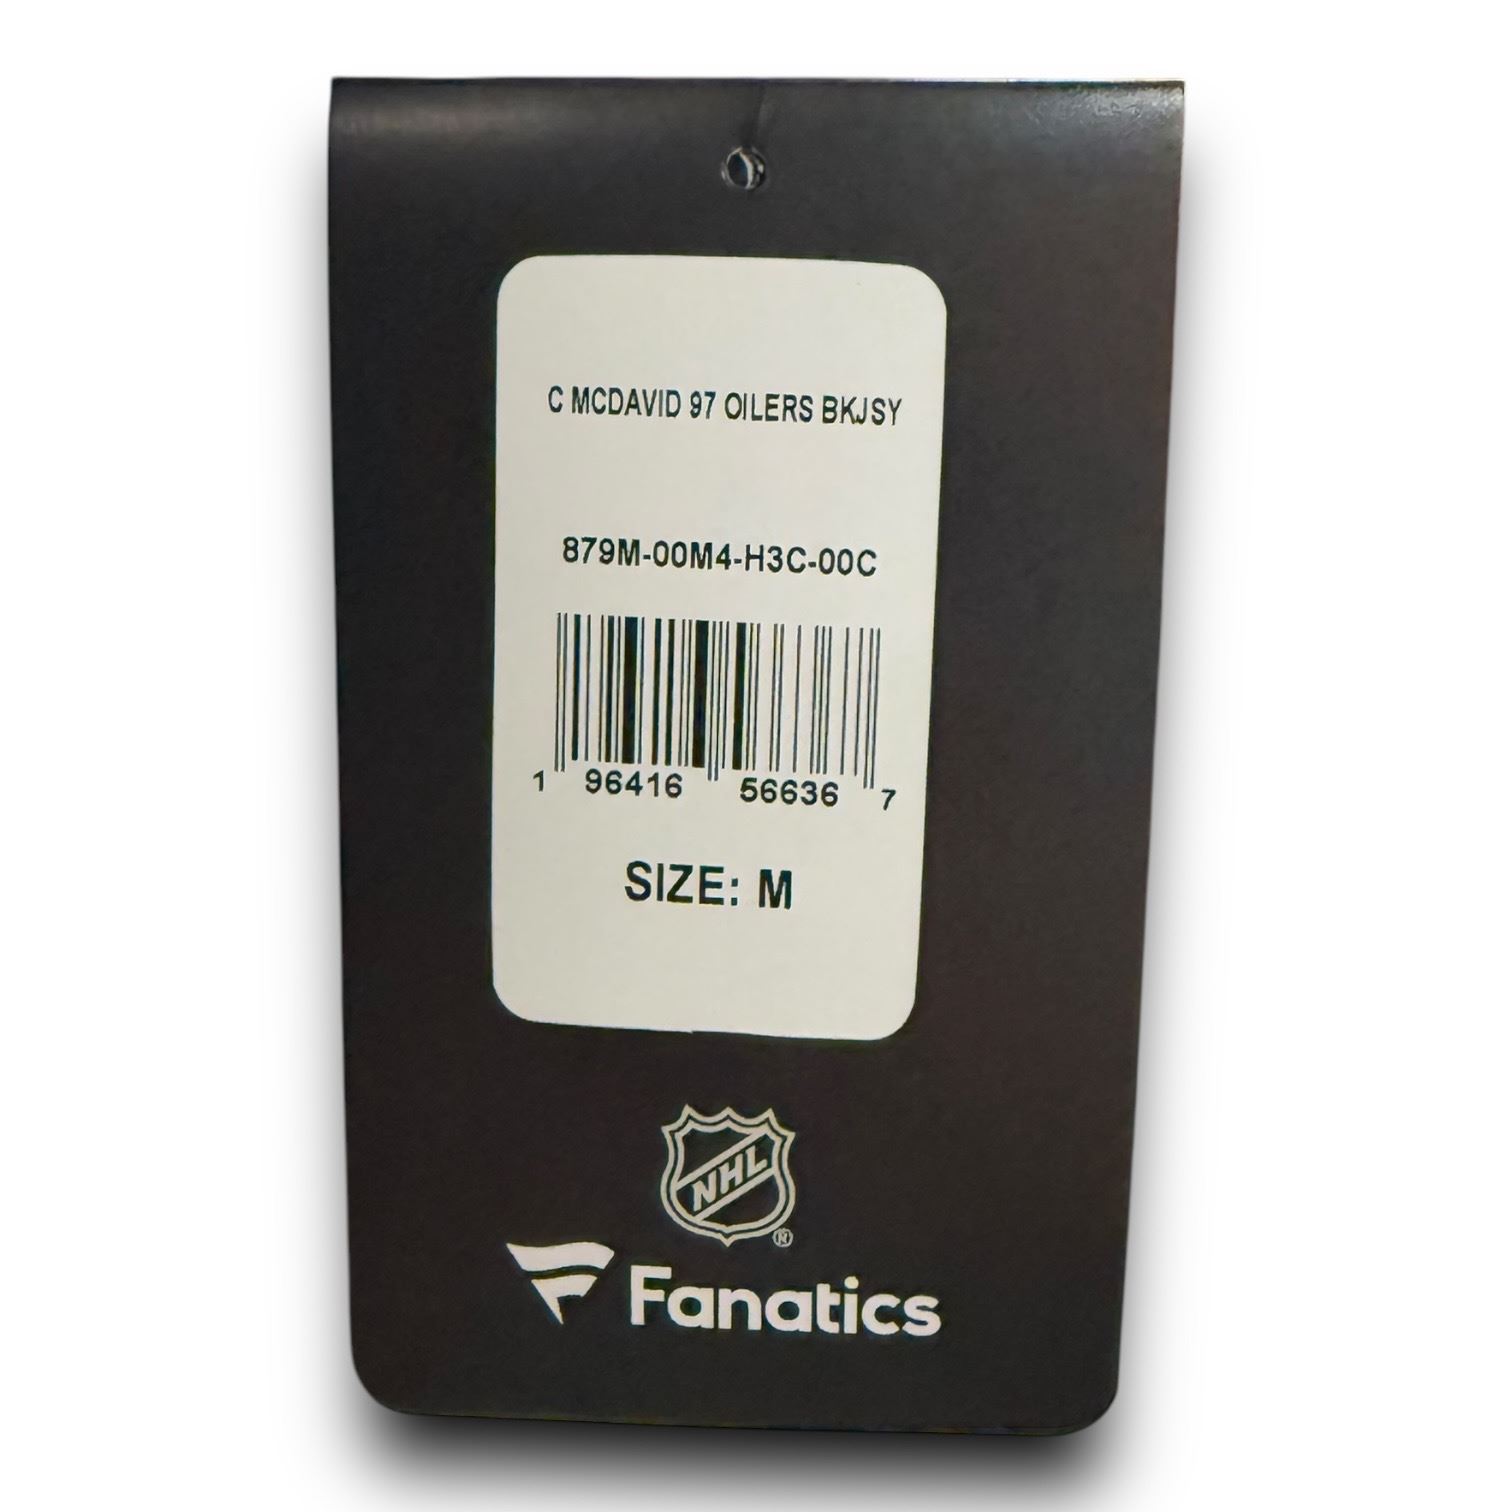 C MCDAVID 97 OILERS BKJSY
879M-00M4-H3C-00C
1 96416 56636 7
SIZE: M
NHL
®
Fanatics